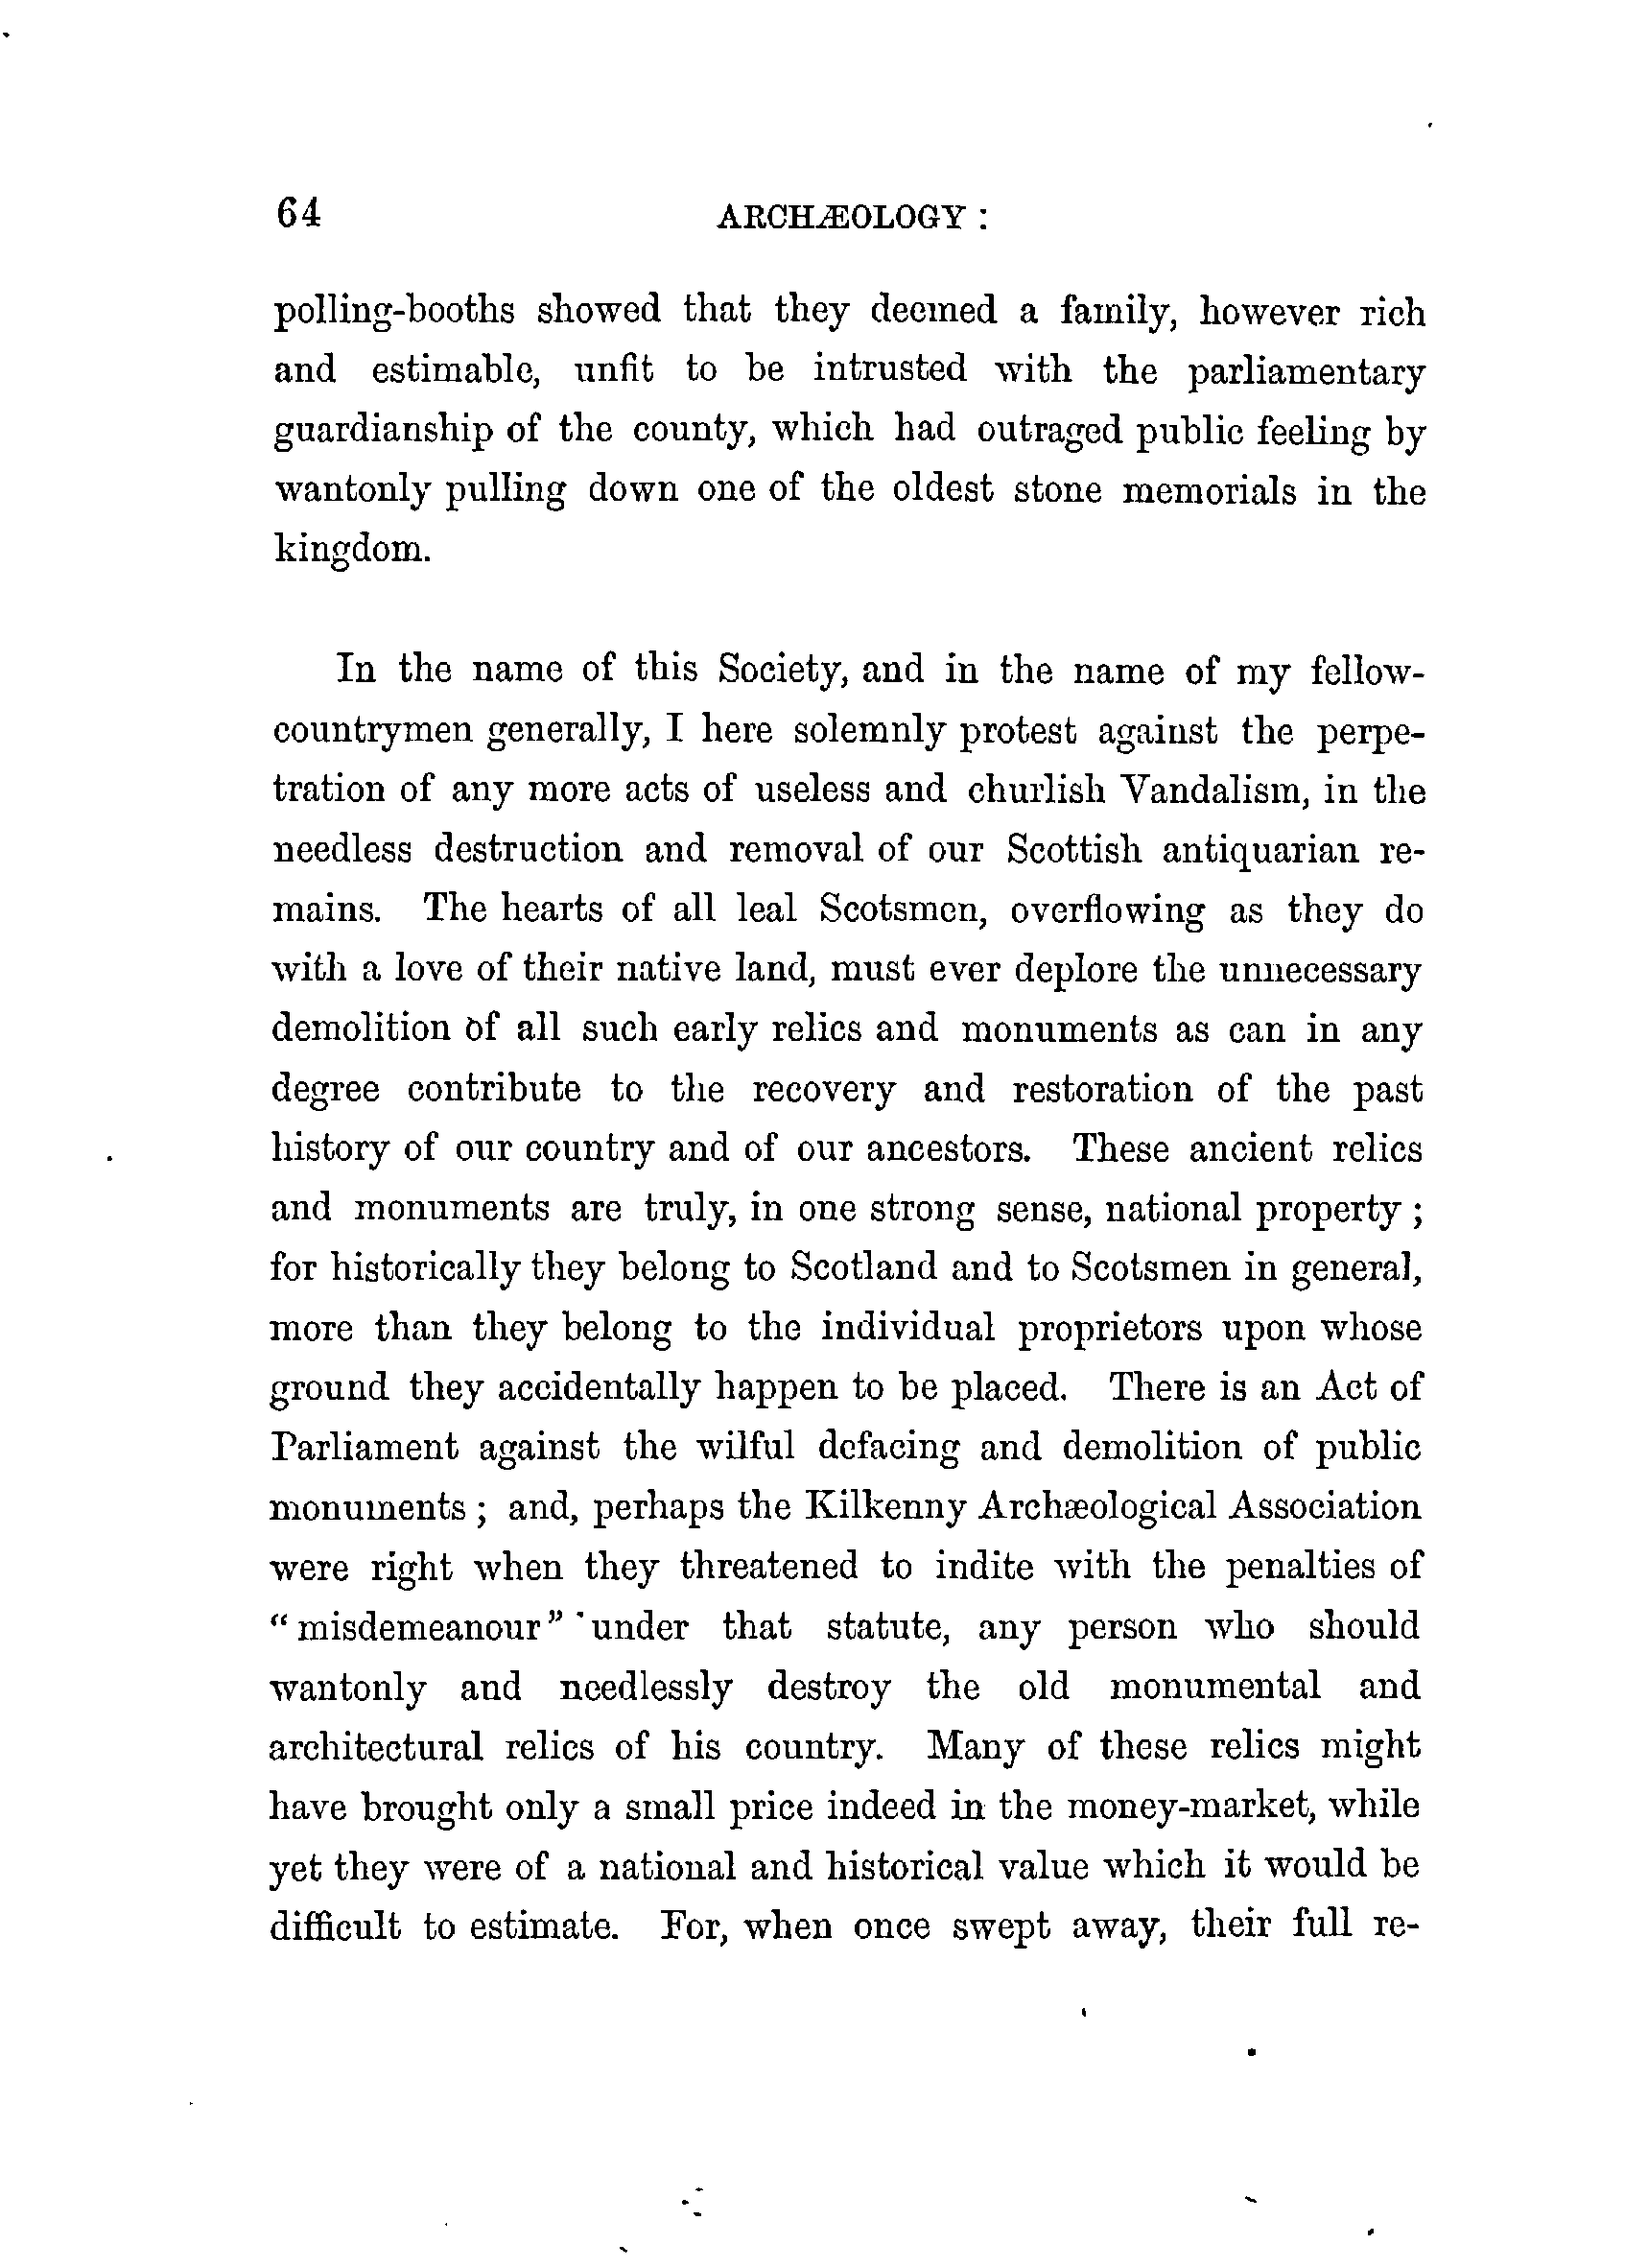 64 ARCHÆOLOGY :
polling-booths showed that they deemed a family, however rich
and estimable, unfit to be intrusted with the parliamentary
guardianship of the county, which had outraged public feeling by
wantonly pulling down one of the oldest stone memorials in the
kingdom.
In the name of this Society, and in the name of my fellow-
countrymen generally, I here solemnly protest against the perpe-
tration of any more acts of useless and churlish Vandalism, in the
needless destruction and removal of our Scottish antiquarian re-
mains. The hearts of all leal Scotsmen, overflowing as they do
with a love of their native land, must ever deplore the unnecessary
demolition of all such early relics and monuments as can in any
degree contribute to the recovery and restoration of the past
history of our country and of our ancestors. These ancient relics
and monuments are truly, in one strong sense, national property ;
for historically they belong to Scotland and to Scotsmen in general,
more than they belong to the individual proprietors upon whose
ground they accidentally happen to be placed. There is an Act of
Parliament against the wilful defacing and demolition of public
monuments ; and, perhaps the Kilkenny Archæological Association
were right when they threatened to indite with the penalties of
“ misdemeanour ” under that statute, any person who should
wantonly and needlessly destroy the old monumental and
architectural relics of his country. Many of these relics might
have brought only a small price indeed in the money-market, while
yet they were of a national and historical value which it would be
difficult to estimate. For, when once swept away, their full re-